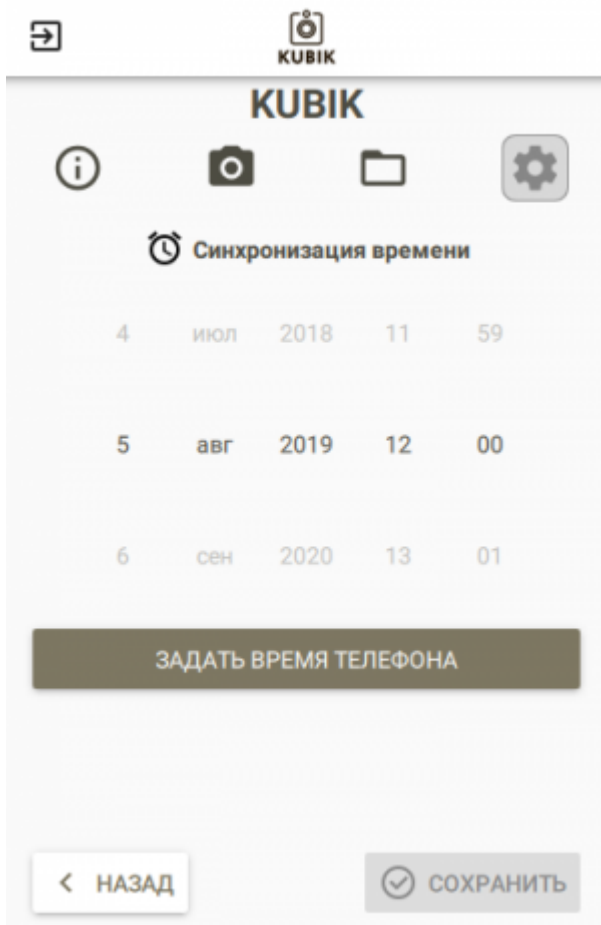 KUBIK
KUBIK
Синхронизация времени
4 июл 2018 11 59
5 авг 2019 12 00
6 сен 2020 13 01
ЗАДАТЬ ВРЕМЯ ТЕЛЕФОНА
НАЗАД СОХРАНИТЬ